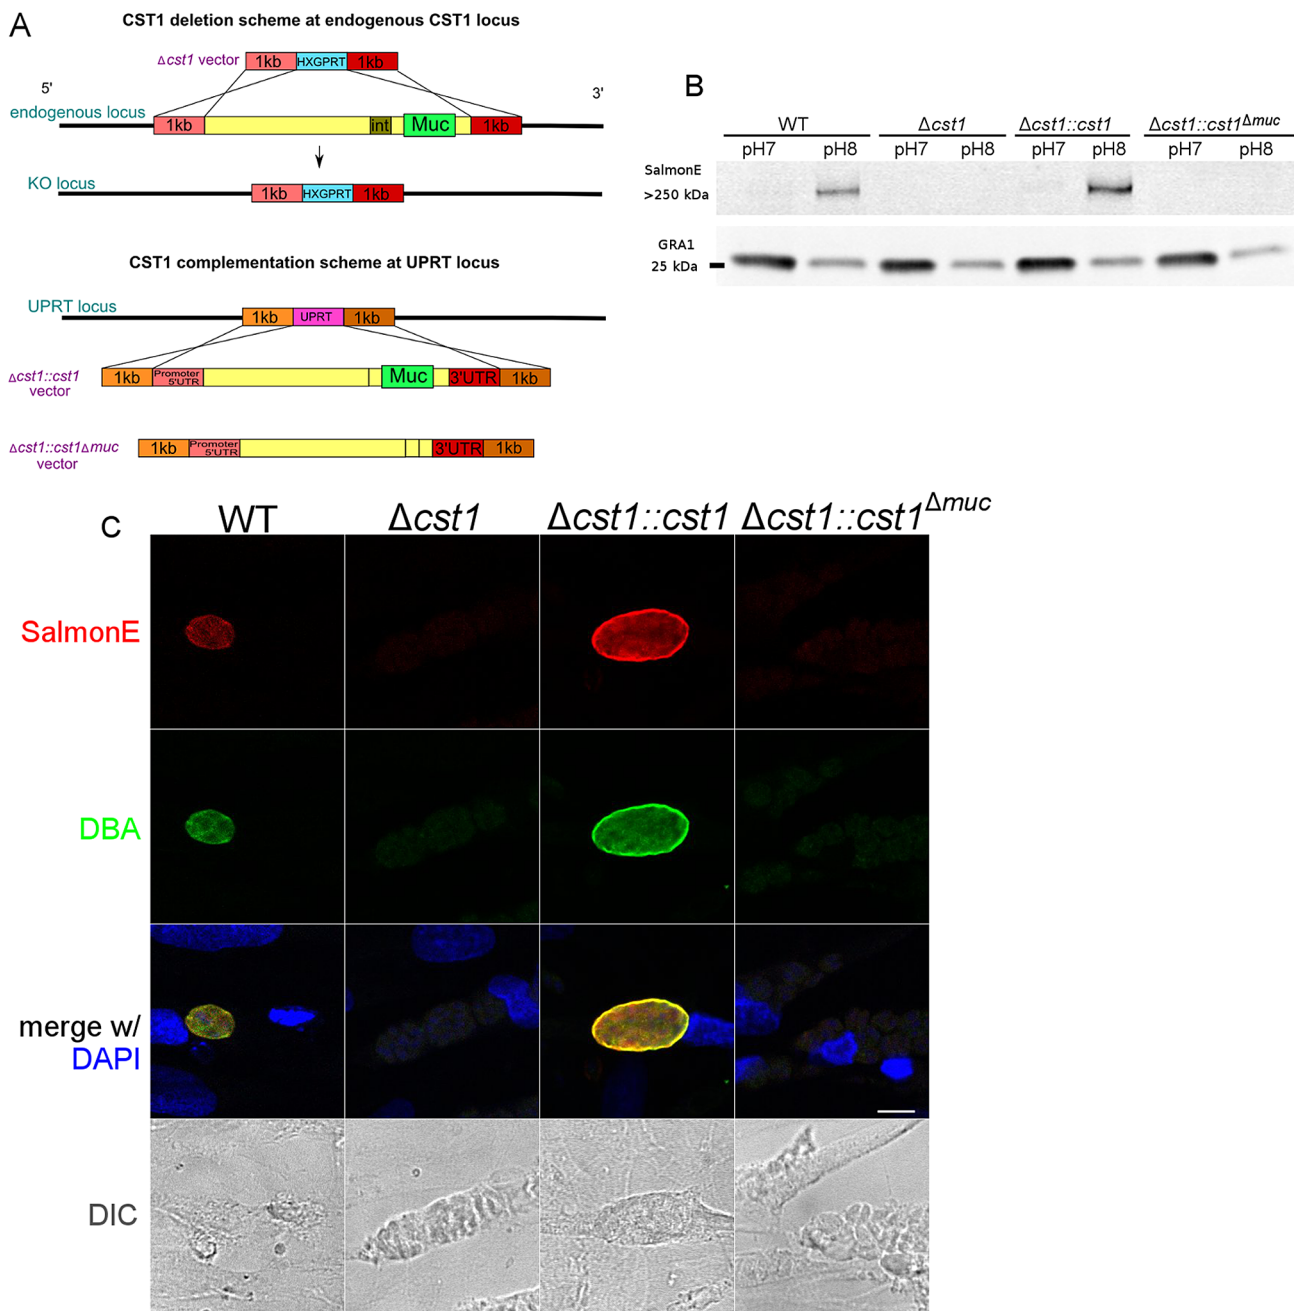 A
CST1 deletion scheme at endogenous CST1 locus
Δcst1 vector
1kb HXGPRT 1kb
5'
3'
endogenous locus
1kb int Muc 1kb
KO locus
1kb HXGPRT 1kb
CST1 complementation scheme at UPRT locus
UPRT locus
1kb UPRT 1kb
Δcst1::cst1
vector
1kb Promoter 5'UTR Muc 3'UTR 1kb
Δcst1::cst1Δmuc
vector
1kb Promoter 5'UTR 3'UTR 1kb
B
WT Δcst1 Δcst1::cst1 Δcst1::cst1Δmuc
pH7 pH8 pH7 pH8 pH7 pH8 pH7 pH8
SalmonE
>250 kDa
GRA1
25 kDa
C
WT Δcst1 Δcst1::cst1 Δcst1::cst1Δmuc
SalmonE
DBA
merge w/
DAPI
DIC